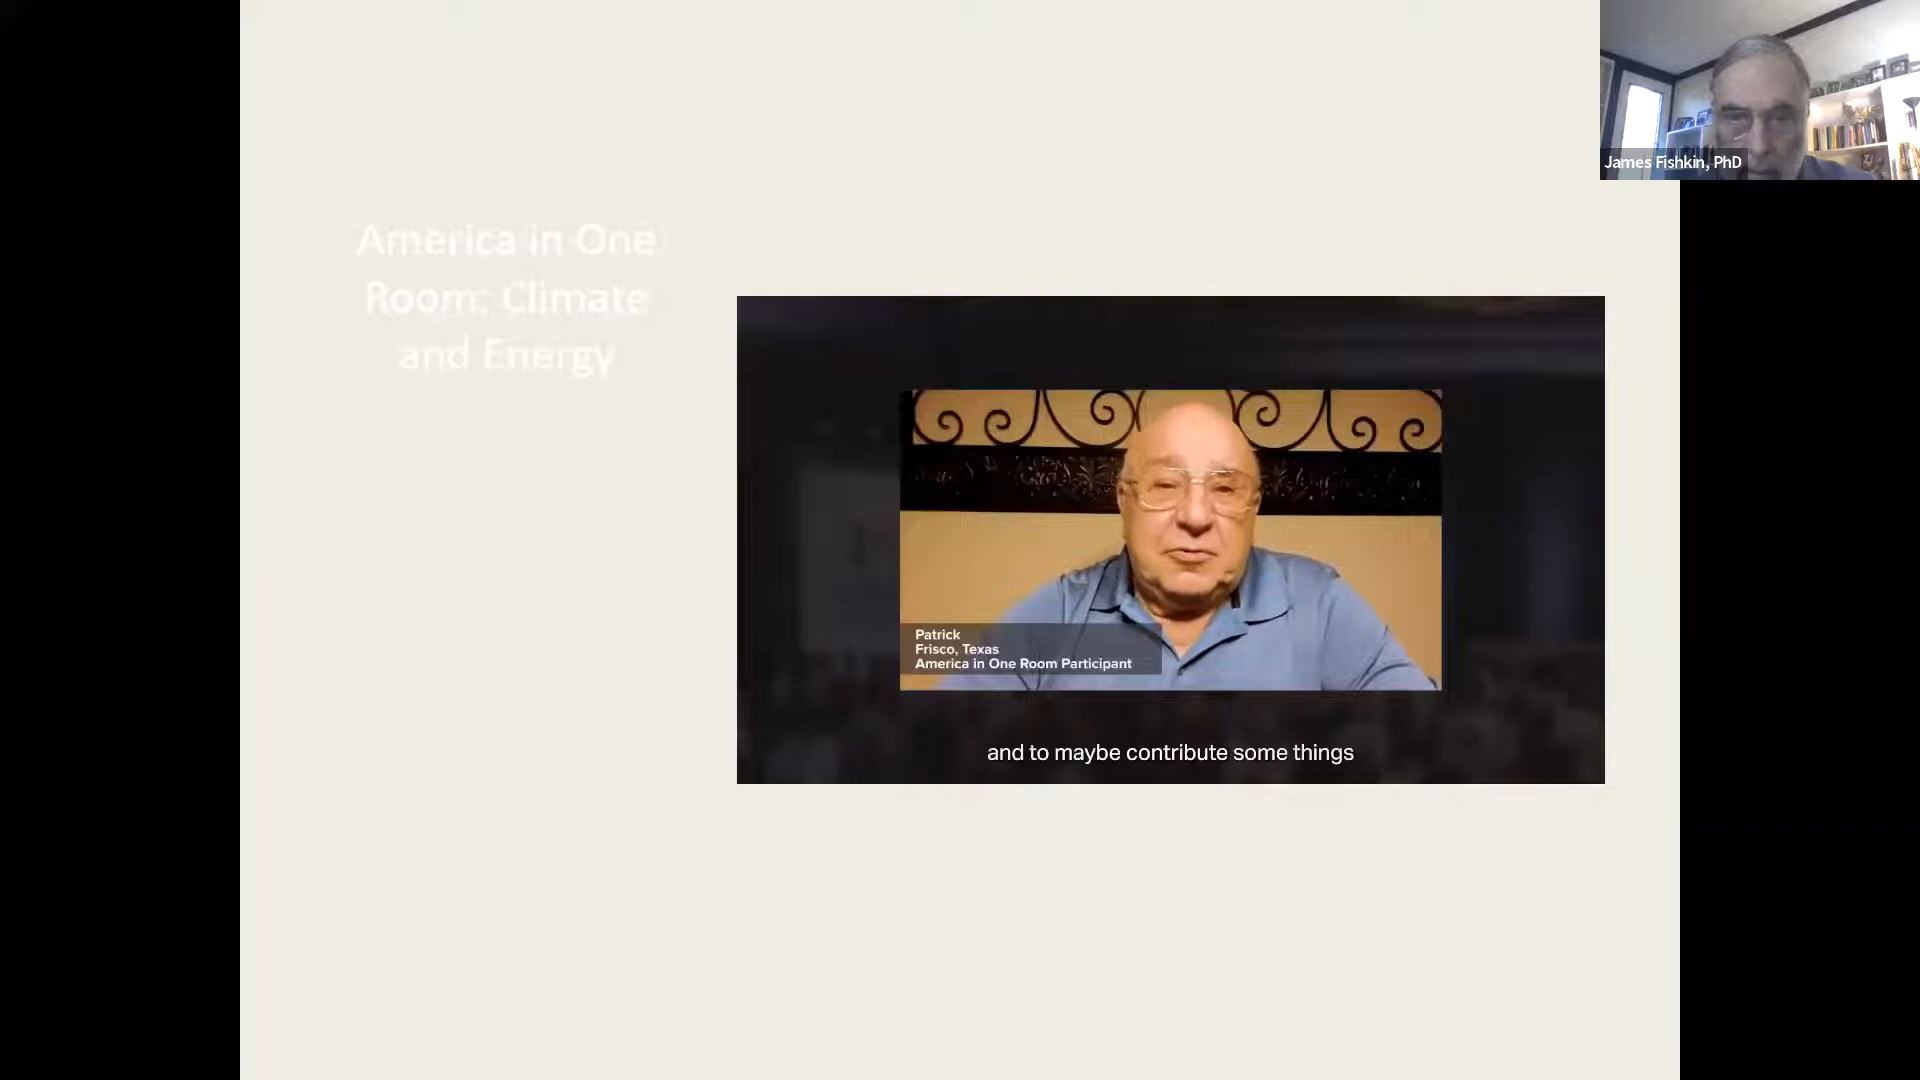 James Fishkin, PhD
America in One
Room: Climate
and Energy
Patrick
Frisco, Texas
America in One Room Participant
and to maybe contribute some things